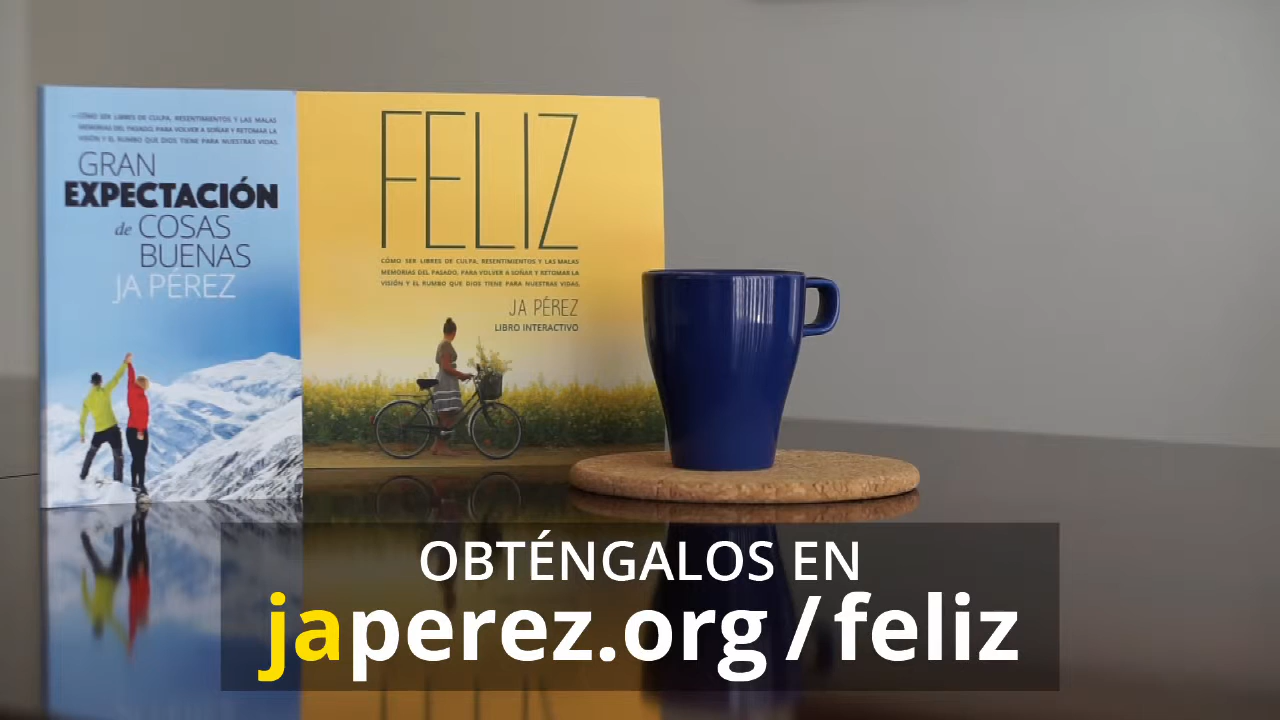 CÓMO SER LIBRES DE CULPA, RESENTIMIENTOS Y LAS MALAS
MEMORIAS DEL PASADO, PARA VOLVER A SOÑAR Y RETOMAR LA
VISIÓN Y EL RUMBO QUE DIOS TIENE PARA NUESTRAS VIDAS.
GRAN
EXPECTACIÓN
de COSAS
BUENAS
JA PÉREZ
FELIZ
CÓMO SER LIBRES DE CULPA, RESENTIMIENTOS Y LAS MALAS
MEMORIAS DEL PASADO, PARA VOLVER A SOÑAR Y RETOMAR LA
VISIÓN Y EL RUMBO QUE DIOS TIENE PARA NUESTRAS VIDAS.
JA PÉREZ
LIBRO INTERACTIVO
OBTÉNGALOS EN
japerez.org/feliz